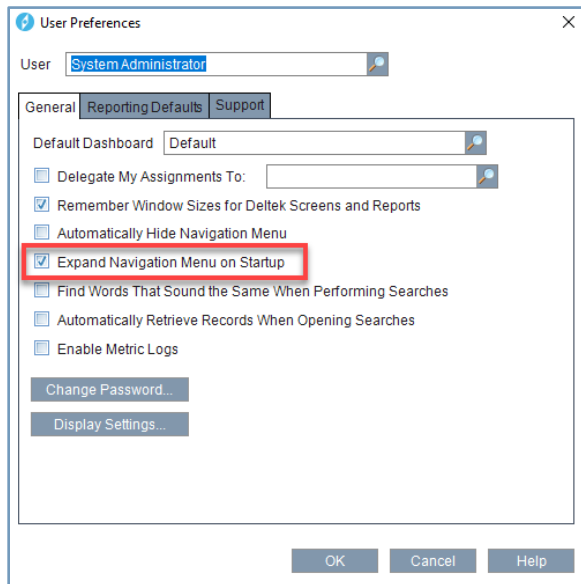 User Preferences
User System Administrator
General Reporting Defaults Support
Default Dashboard Default
Delegate My Assignments To:
Remember Window Sizes for Deltek Screens and Reports
Automatically Hide Navigation Menu
Expand Navigation Menu on Startup
Find Words That Sound the Same When Performing Searches
Automatically Retrieve Records When Opening Searches
Enable Metric Logs
Change Password...
Display Settings...
OK Cancel Help